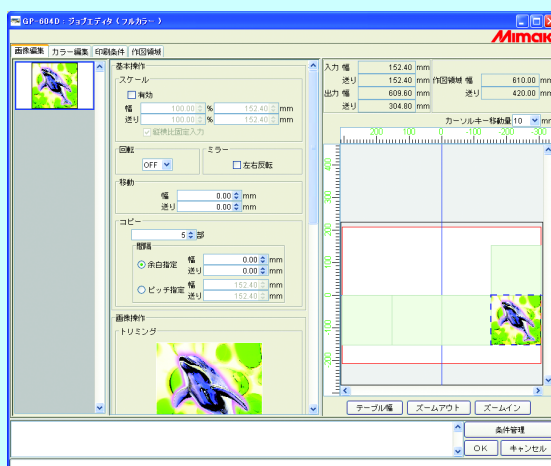 GP-604D : ジョブエディタ ( フルカラー )
Mimaki
画像編集 カラー編集 印刷条件 作図領域
基本操作
スケール
有効
幅 100.00 % 152.40 mm
送り 100.00 % 152.40 mm
縦横比固定入力
回転 ミラー
OFF 左右反転
移動
幅 0.00 mm
送り 0.00 mm
コピー
5 部
間隔
余白指定 幅 0.00 mm
送り 0.00 mm
ピッチ指定 幅 152.40 mm
送り 152.40 mm
画像操作
トリミング
入力 幅 152.40 mm
送り 152.40 mm 作図領域 幅 610.00 mm
出力 幅 609.60 mm 送り 420.00 mm
送り 304.80 mm
カーソルキー移動量 10 mm
200 100 0 -100 -200 -300
400
300
200
100
0
-100
-200
テーブル幅 ズームアウト ズームイン
条件管理
OK キャンセル